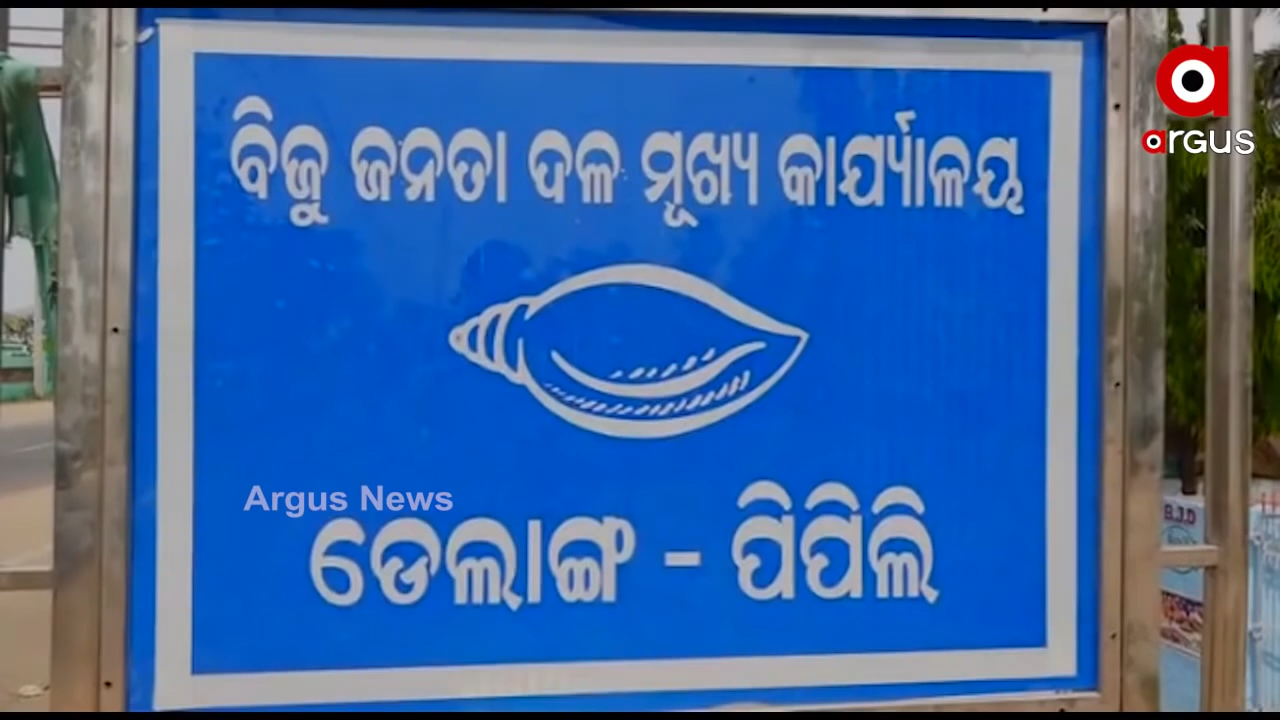 ବିଜୁ ଜନତା ଦଳ ମୂଖ୍ୟ କାର୍ଯ୍ୟାଳୟ
argus
Argus News
ଡେଲାଙ୍ଗ - ପିପିଲି
B.J.D